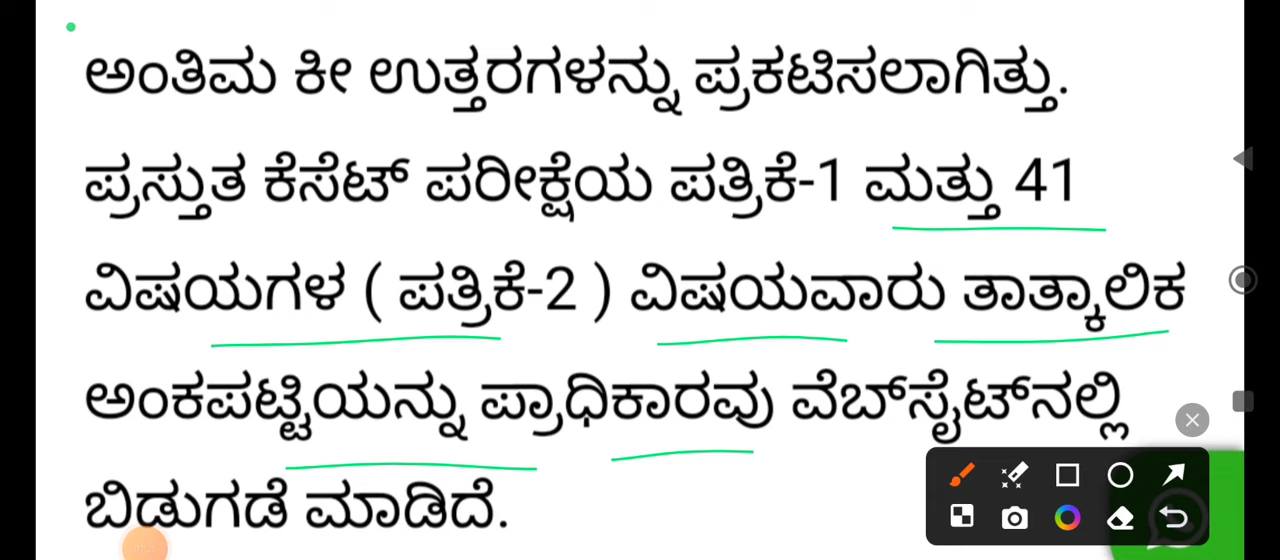 ಅಂತಿಮ ಕೀ ಉತ್ತರಗಳನ್ನು ಪ್ರಕಟಿಸಲಾಗಿತ್ತು.
ಪ್ರಸ್ತುತ ಕೆಸೆಟ್ ಪರೀಕ್ಷೆಯ ಪತ್ರಿಕೆ-1 ಮತ್ತು 41
ವಿಷಯಗಳ ( ಪತ್ರಿಕೆ-2 ) ವಿಷಯವಾರು ತಾತ್ಕಾಲಿಕ
ಅಂಕಪಟ್ಟಿಯನ್ನು ಪ್ರಾಧಿಕಾರವು ವೆಬ್‌ಸೈಟ್‌ನಲ್ಲಿ
ಬಿಡುಗಡೆ ಮಾಡಿದೆ.